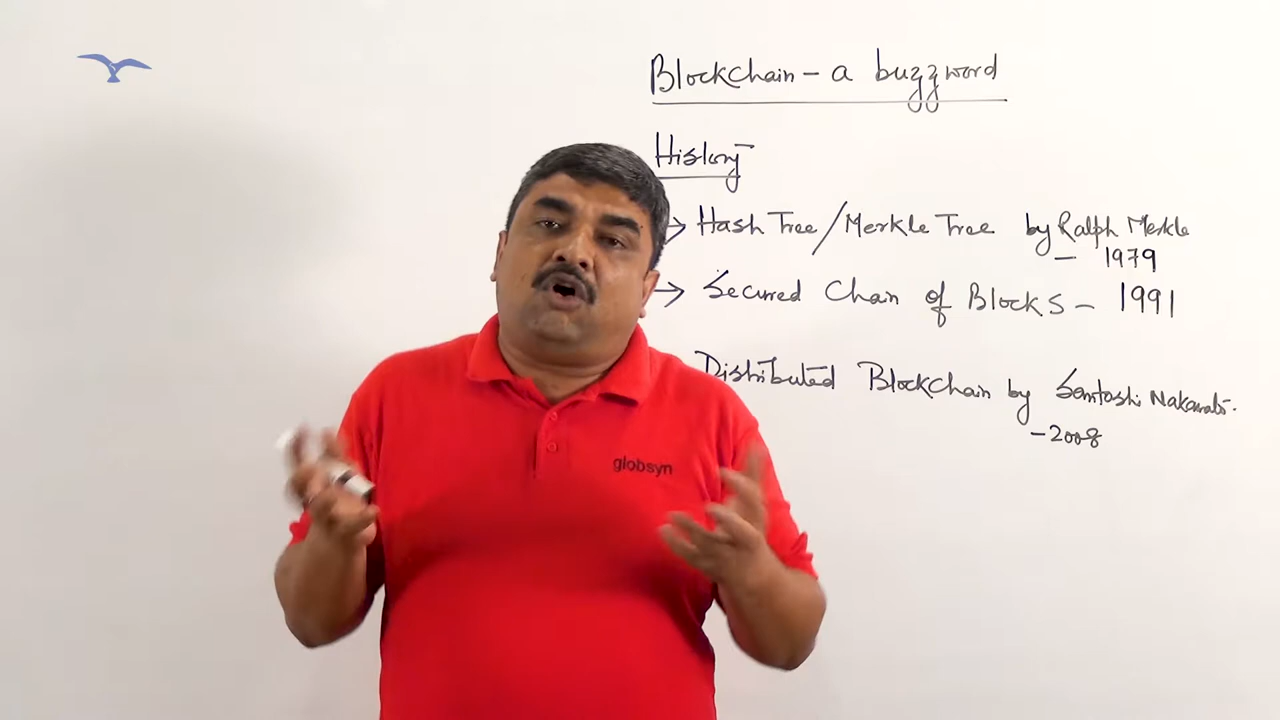 Blockchain - a buzzword
History
→ Hash Tree/Merkle Tree by Ralph Merkle
- 1979
→ Secured Chain of Blocks - 1991
Distributed Blockchain by Santoshi
- 2008
globsyn